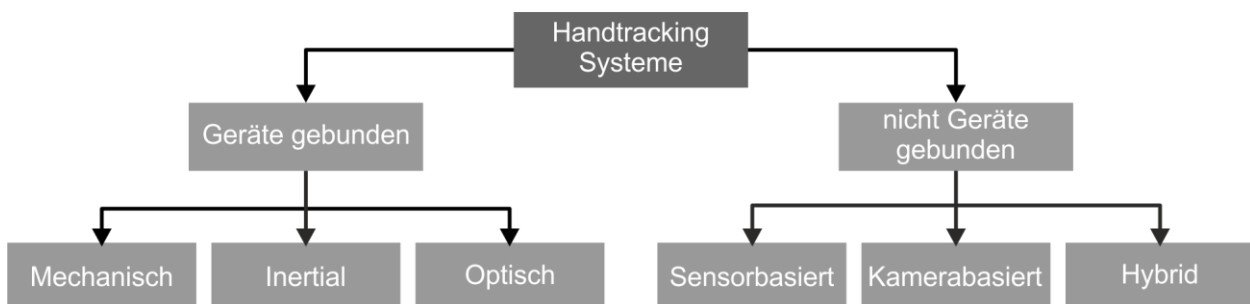 Handtracking
Systeme
Geräte gebunden
nicht Geräte
gebunden
Mechanisch
Inertial
Optisch
Sensorbasiert
Kamerabasiert
Hybrid